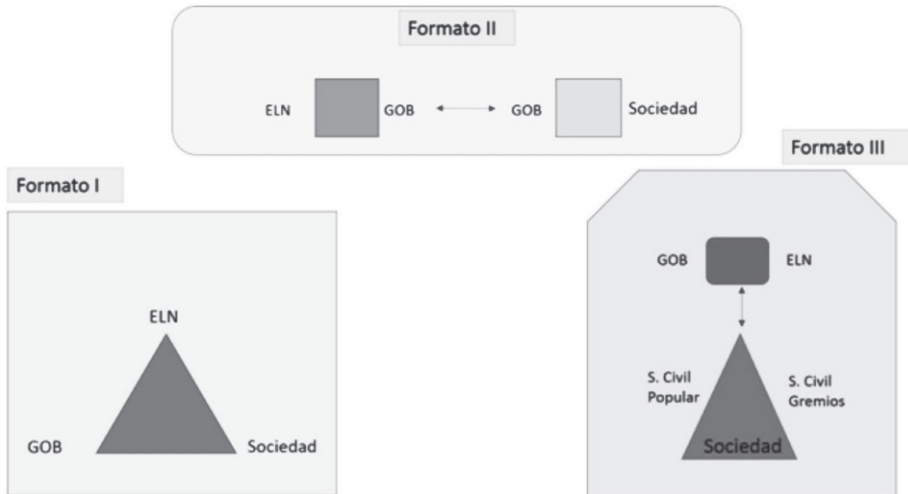 Formato II
ELN GOB GOB Sociedad
Formato III
Formato I
GOB ELN
ELN
S. Civil
Popular
S. Civil
Gremios
GOB Sociedad
Sociedad